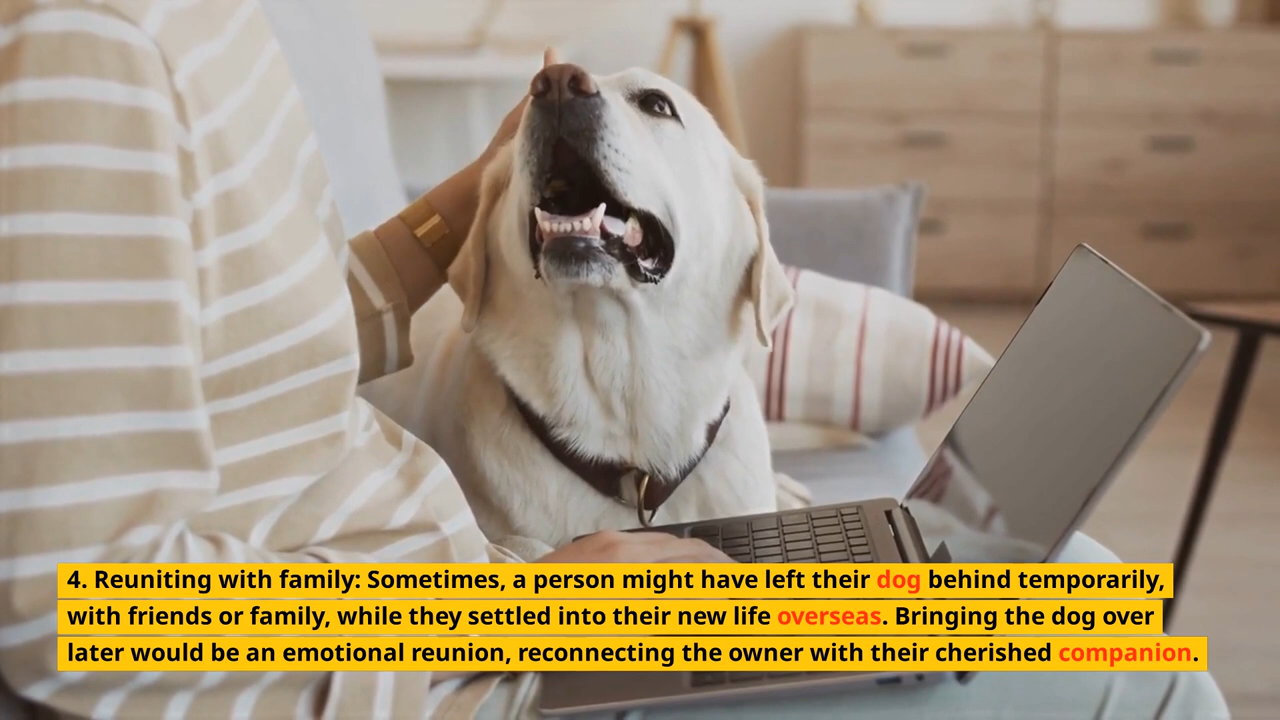 4. Reuniting with family: Sometimes, a person might have left their dog behind temporarily,
with friends or family, while they settled into their new life overseas. Bringing the dog over
later would be an emotional reunion, reconnecting the owner with their cherished companion.